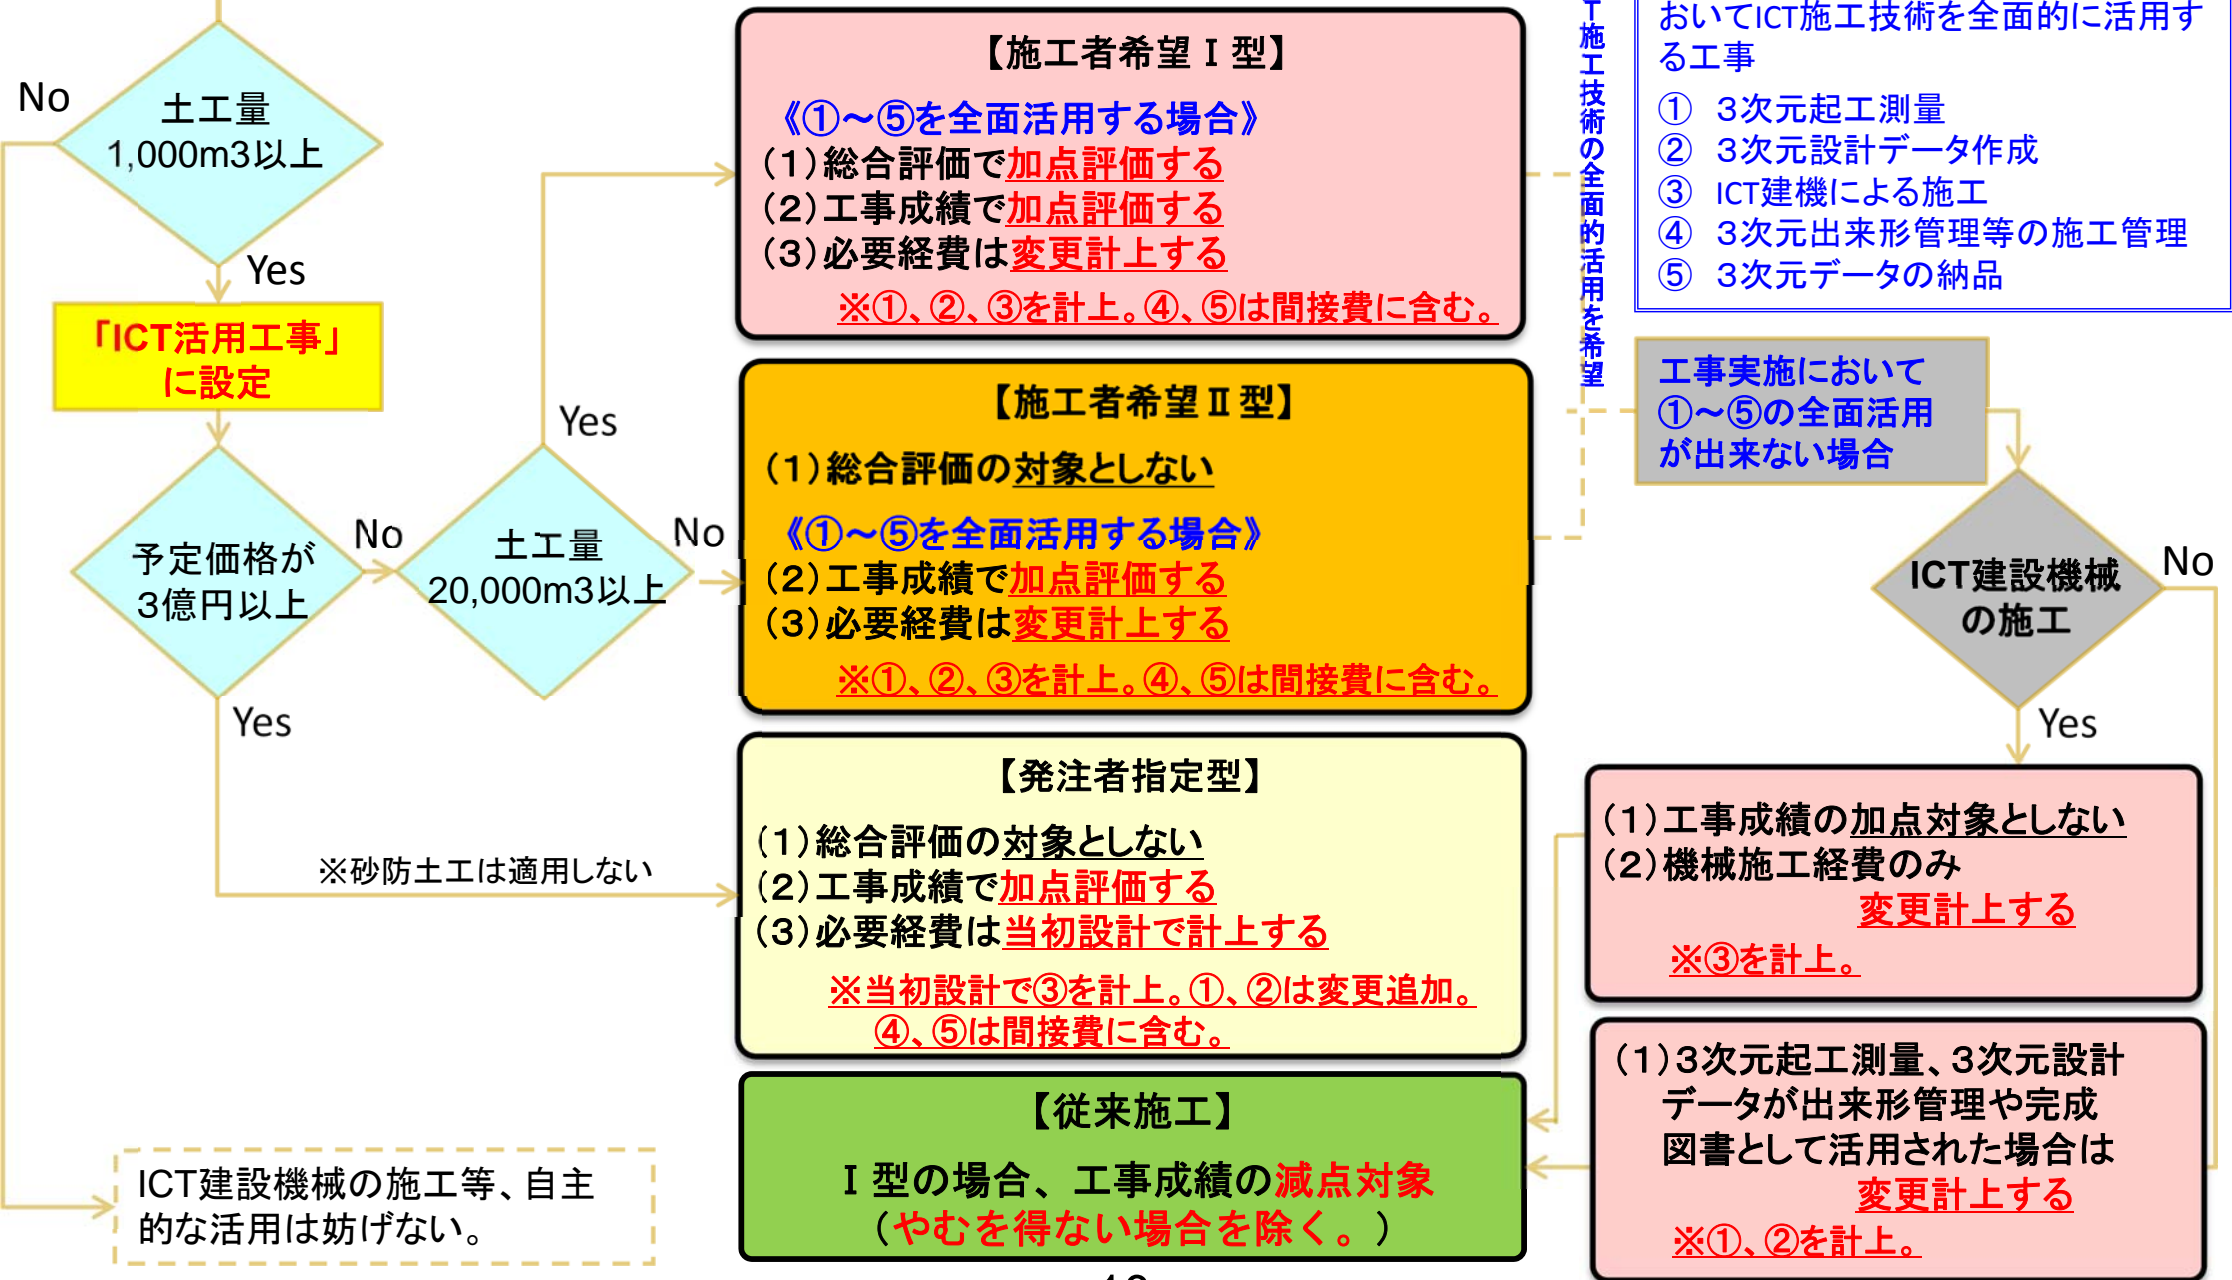 No
土工量
1,000m3以上
Yes
「ICT活用工事」
に設定
予定価格が
3億円以上
No
Yes
土工量
20,000m3以上
Yes
No
※砂防土工は適用しない
ICT建設機械の施工等、自主
的な活用は妨げない。
【施工者希望Ⅰ型】
《①～⑤を全面活用する場合》
(1)総合評価で加点評価する
(2)工事成績で加点評価する
(3)必要経費は変更計上する
※①、②、③を計上。④、⑤は間接費に含む。
【施工者希望Ⅱ型】
(1)総合評価の対象としない
《①～⑤を全面活用する場合》
(2)工事成績で加点評価する
(3)必要経費は変更計上する
※①、②、③を計上。④、⑤は間接費に含む。
【発注者指定型】
(1)総合評価の対象としない
(2)工事成績で加点評価する
(3)必要経費は当初設計で計上する
※当初設計で③を計上。①、②は変更追加。
④、⑤は間接費に含む。
【従来施工】
Ⅰ型の場合、工事成績の減点対象
(やむを得ない場合を除く。)
T施工技術の全面的活用を希望
おいてICT施工技術を全面的に活用す
る工事
① 3次元起工測量
② 3次元設計データ作成
③ ICT建機による施工
④ 3次元出来形管理等の施工管理
⑤ 3次元データの納品
工事実施において
①～⑤の全面活用
が出来ない場合
ICT建設機械
の施工
No
Yes
(1)工事成績の加点対象としない
(2)機械施工経費のみ
変更計上する
※③を計上。
(1)3次元起工測量、3次元設計
データが出来形管理や完成
図書として活用された場合は
変更計上する
※①、②を計上。